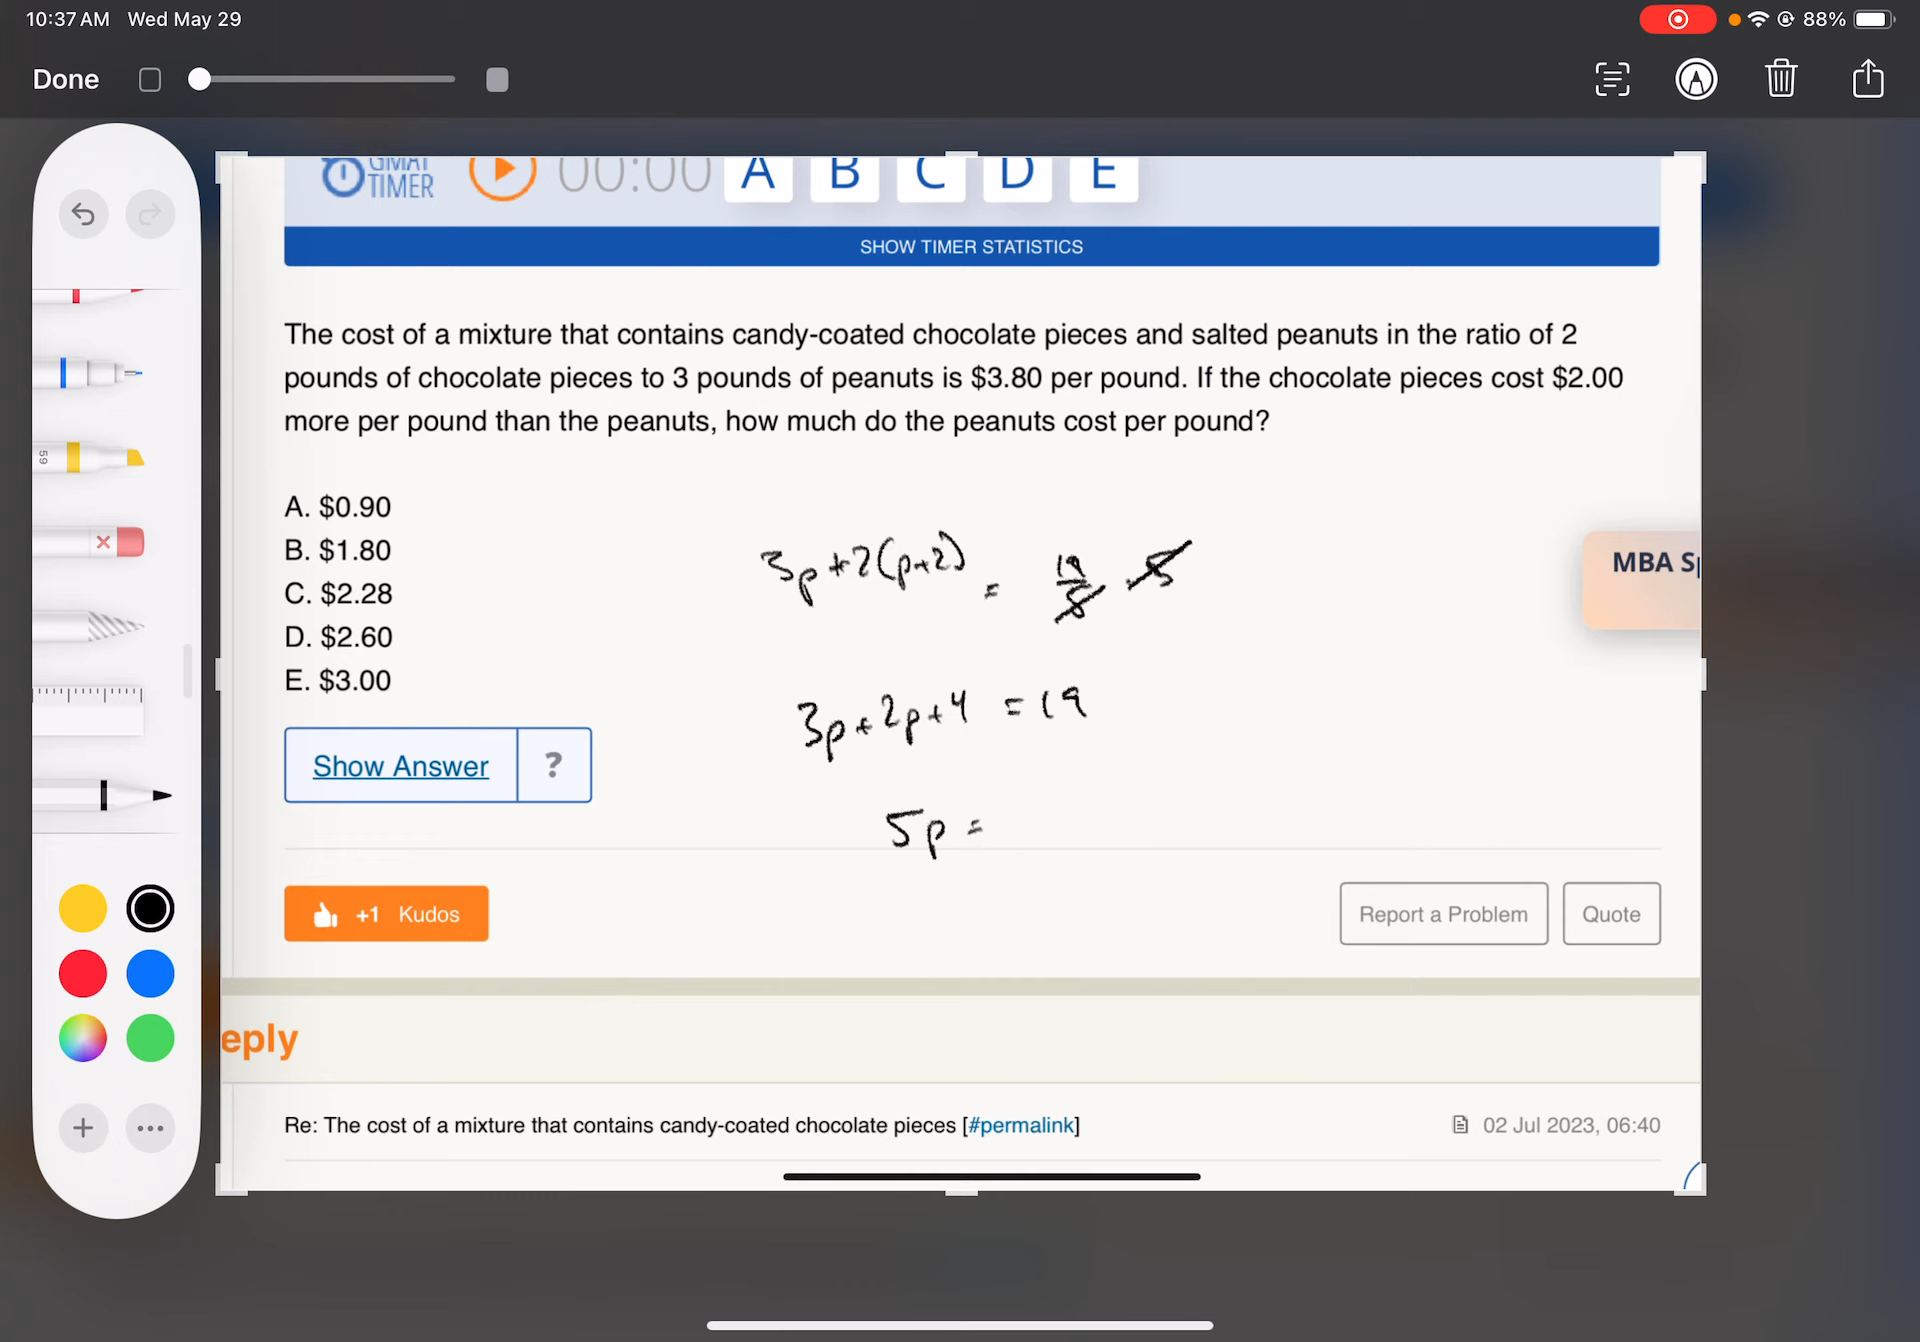 10:37 AM Wed May 29
88%
Done
GMAT
TIMER
00:00
A B C D E
SHOW TIMER STATISTICS
The cost of a mixture that contains candy-coated chocolate pieces and salted peanuts in the ratio of 2
pounds of chocolate pieces to 3 pounds of peanuts is $3.80 per pound. If the chocolate pieces cost $2.00
more per pound than the peanuts, how much do the peanuts cost per pound?
A. $0.90
B. $1.80
C. $2.28
D. $2.60
E. $3.00
3p+2(p+2) = 19/5 · 5
3p+2p+4 = 19
5p =
59
MBA S
Show Answer ?
+1 Kudos
Report a Problem Quote
eply
Re: The cost of a mixture that contains candy-coated chocolate pieces [#permalink]
02 Jul 2023, 06:40